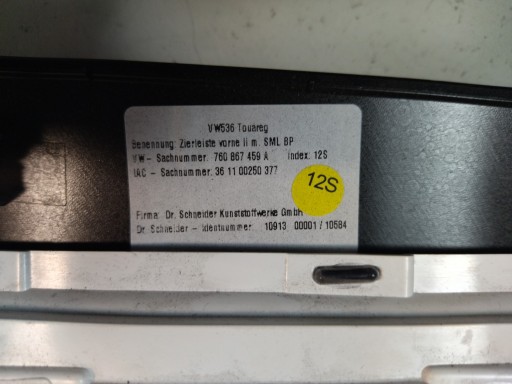 VW536 Touareg
Benennung: Zierleiste vorne li m. SML BP
VW - Sachnummer: 760 867 459 A Index: 12S
IAC - Sachnummer: 36 11 00250 377
12S
Firma: Dr. Schneider Kunststoffwerke GmbH
Dr. Schneider - Identnummer: 10913 00001 / 10584